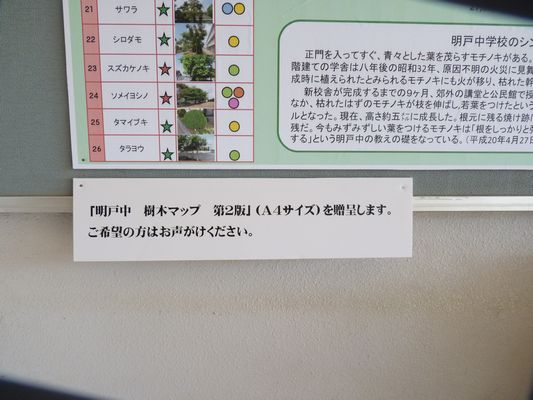 21 サワラ
22 シロダモ
23 スズカケノキ
24 ソメイヨシノ
25 タマイブキ
26 タラヨウ
明戸中学校のシン
正門を入ってすぐ、青々とした葉を茂らすモチノキがある。
階建ての学舎は八年後の昭和32年、原因不明の火災に見舞
成時に植えられたとみられるモチノキにも火が移り、枯れた幹
新校舎が完成するまでの9ヶ月、郊外の講堂と公民館で授
なか、枯れたはずのモチノキが枝を伸ばし、若葉をつけたという
ルとなった。現在、高さ約五㍍に成長した。根元に残る焼け跡
残だ。今もみずみずしい葉をつけるモチノキは「根をしっかりと
する」という明戸中の教えの礎をなっている。(平成20年4月27日
『明戸中 樹木マップ 第2版』(A4サイズ)を贈呈します。
ご希望の方はお声がけください。